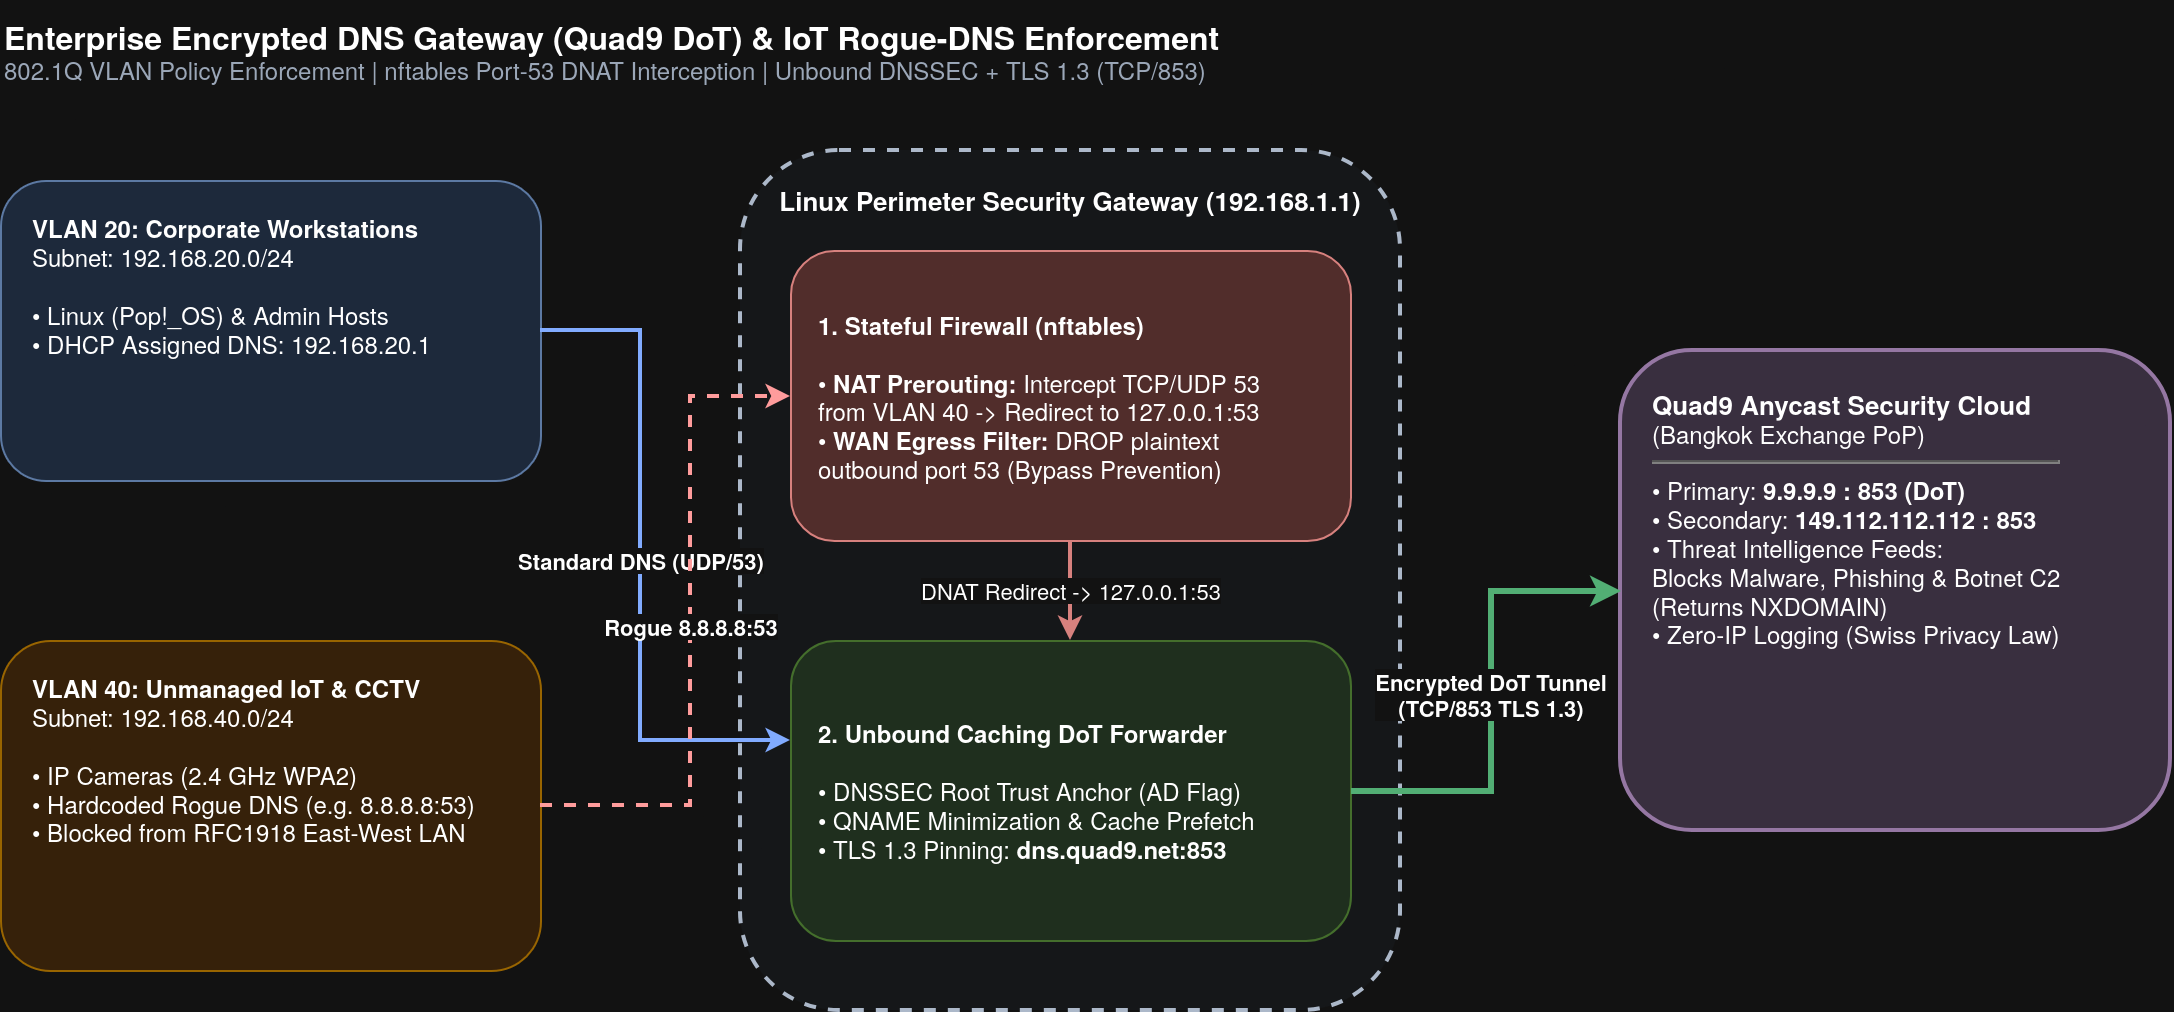 Enterprise Encrypted DNS Gateway (Quad9 DoT) & IoT Rogue-DNS Enforcement
802.1Q VLAN Policy Enforcement | nftables Port-53 DNAT Interception | Unbound DNSSEC + TLS 1.3 (TCP/853)
VLAN 20: Corporate Workstations
Subnet: 192.168.20.0/24
• Linux (Pop!_OS) & Admin Hosts
• DHCP Assigned DNS: 192.168.20.1
Standard DNS (UDP/53)
Rogue 8.8.8.8:53
VLAN 40: Unmanaged IoT & CCTV
Subnet: 192.168.40.0/24
• IP Cameras (2.4 GHz WPA2)
• Hardcoded Rogue DNS (e.g. 8.8.8.8:53)
• Blocked from RFC1918 East-West LAN
Linux Perimeter Security Gateway (192.168.1.1)
1. Stateful Firewall (nftables)
• NAT Prerouting: Intercept TCP/UDP 53
from VLAN 40 -> Redirect to 127.0.0.1:53
• WAN Egress Filter: DROP plaintext
outbound port 53 (Bypass Prevention)
DNAT Redirect -> 127.0.0.1:53
2. Unbound Caching DoT Forwarder
• DNSSEC Root Trust Anchor (AD Flag)
• QNAME Minimization & Cache Prefetch
• TLS 1.3 Pinning: dns.quad9.net:853
Encrypted DoT Tunnel
(TCP/853 TLS 1.3)
Quad9 Anycast Security Cloud
(Bangkok Exchange PoP)
• Primary: 9.9.9.9 : 853 (DoT)
• Secondary: 149.112.112.112 : 853
• Threat Intelligence Feeds:
Blocks Malware, Phishing & Botnet C2
(Returns NXDOMAIN)
• Zero-IP Logging (Swiss Privacy Law)